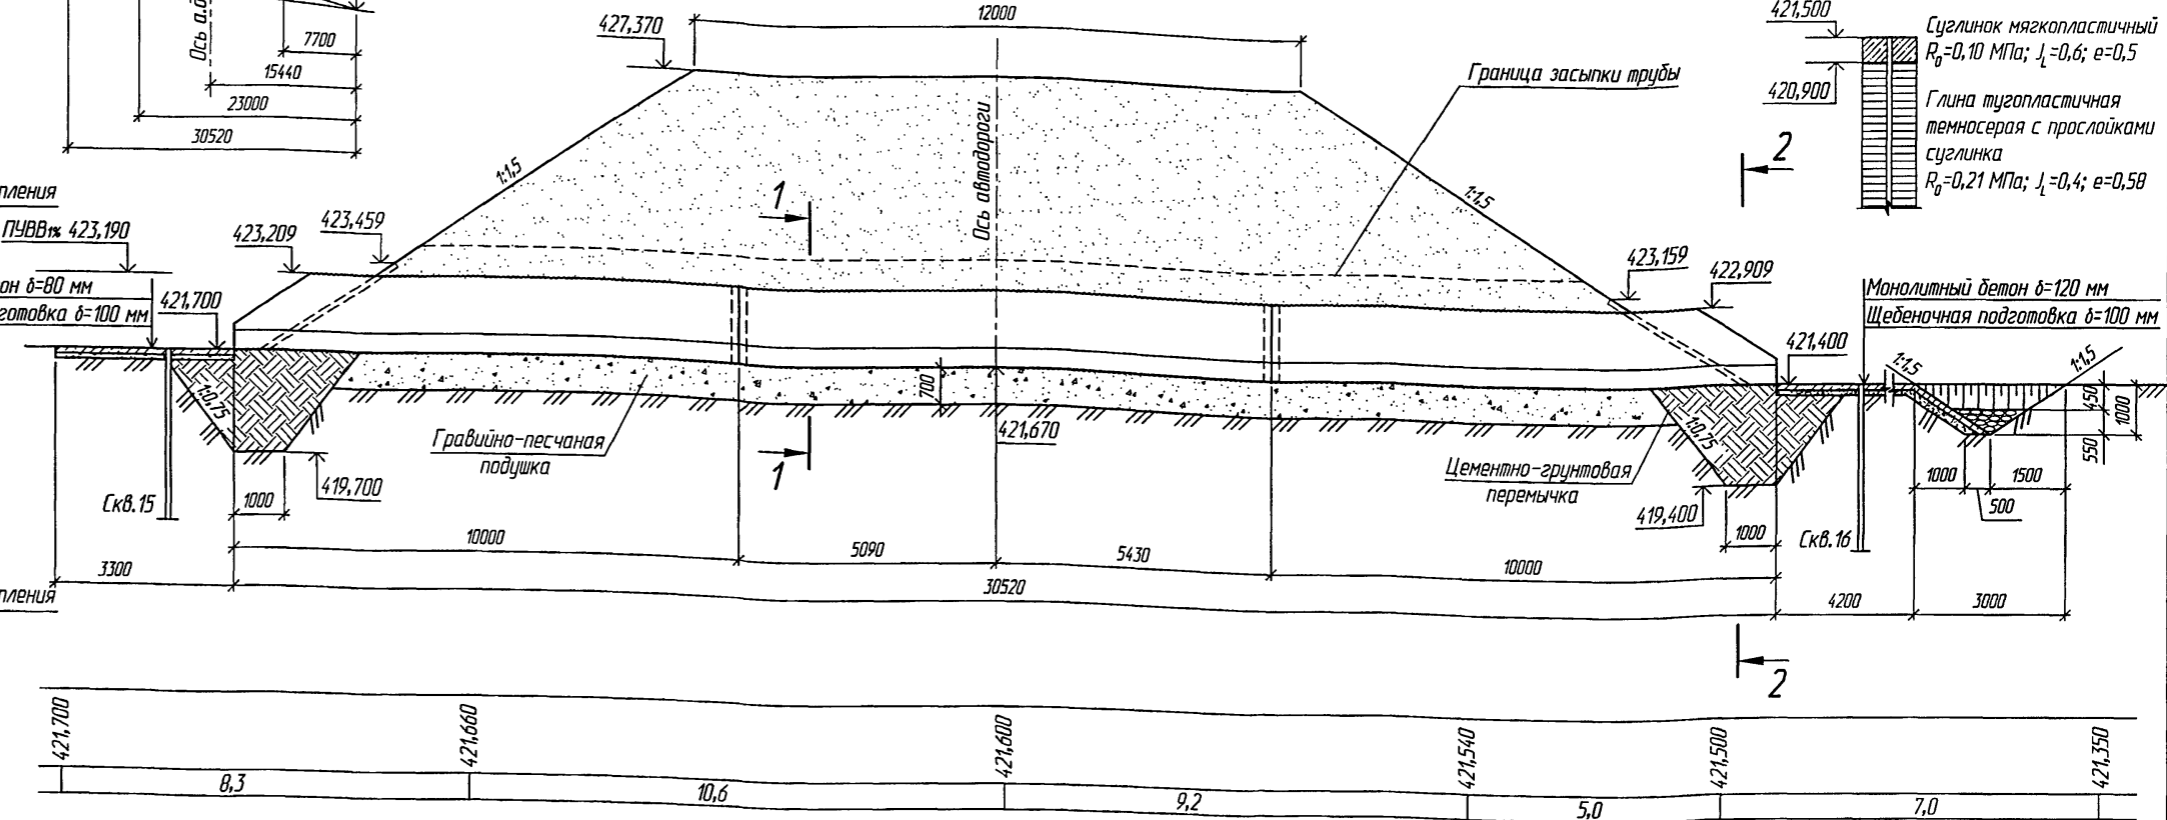 Ось а.д
7700
15440
23000
30520
427,370
12000
Граница засыпки трубы
421,500
420,900
Суглинок мягкопластичный
R₀=0,10 МПа; J_L=0,6; e=0,5
Глина тугопластичная
темносерая с прослойками
суглинка
R₀=0,21 МПа; J_L=0,4; e=0,58
2
1:1,5
1
Ось автодороги
1:1,5
пления
ПУВВ1% 423,190
423,209
423,459
423,159
422,909
он δ=80 мм
готовка δ=100 мм
421,700
Монолитный бетон δ=120 мм
Щебеночная подготовка δ=100 мм
421,400
1:1,5
1:1,5
1:0,75
700
450
1000
550
Гравийно-песчаная
подушка
421,670
1
1:0,75
Цементно-грунтовая
перемычка
419,700
419,400
Скв.15
1000
1000
Скв.16
1000
1500
500
10000
5090
5430
10000
3300
30520
4200
3000
пления
2
421,700
421,660
421,600
421,540
421,500
421,350
8,3
10,6
9,2
5,0
7,0